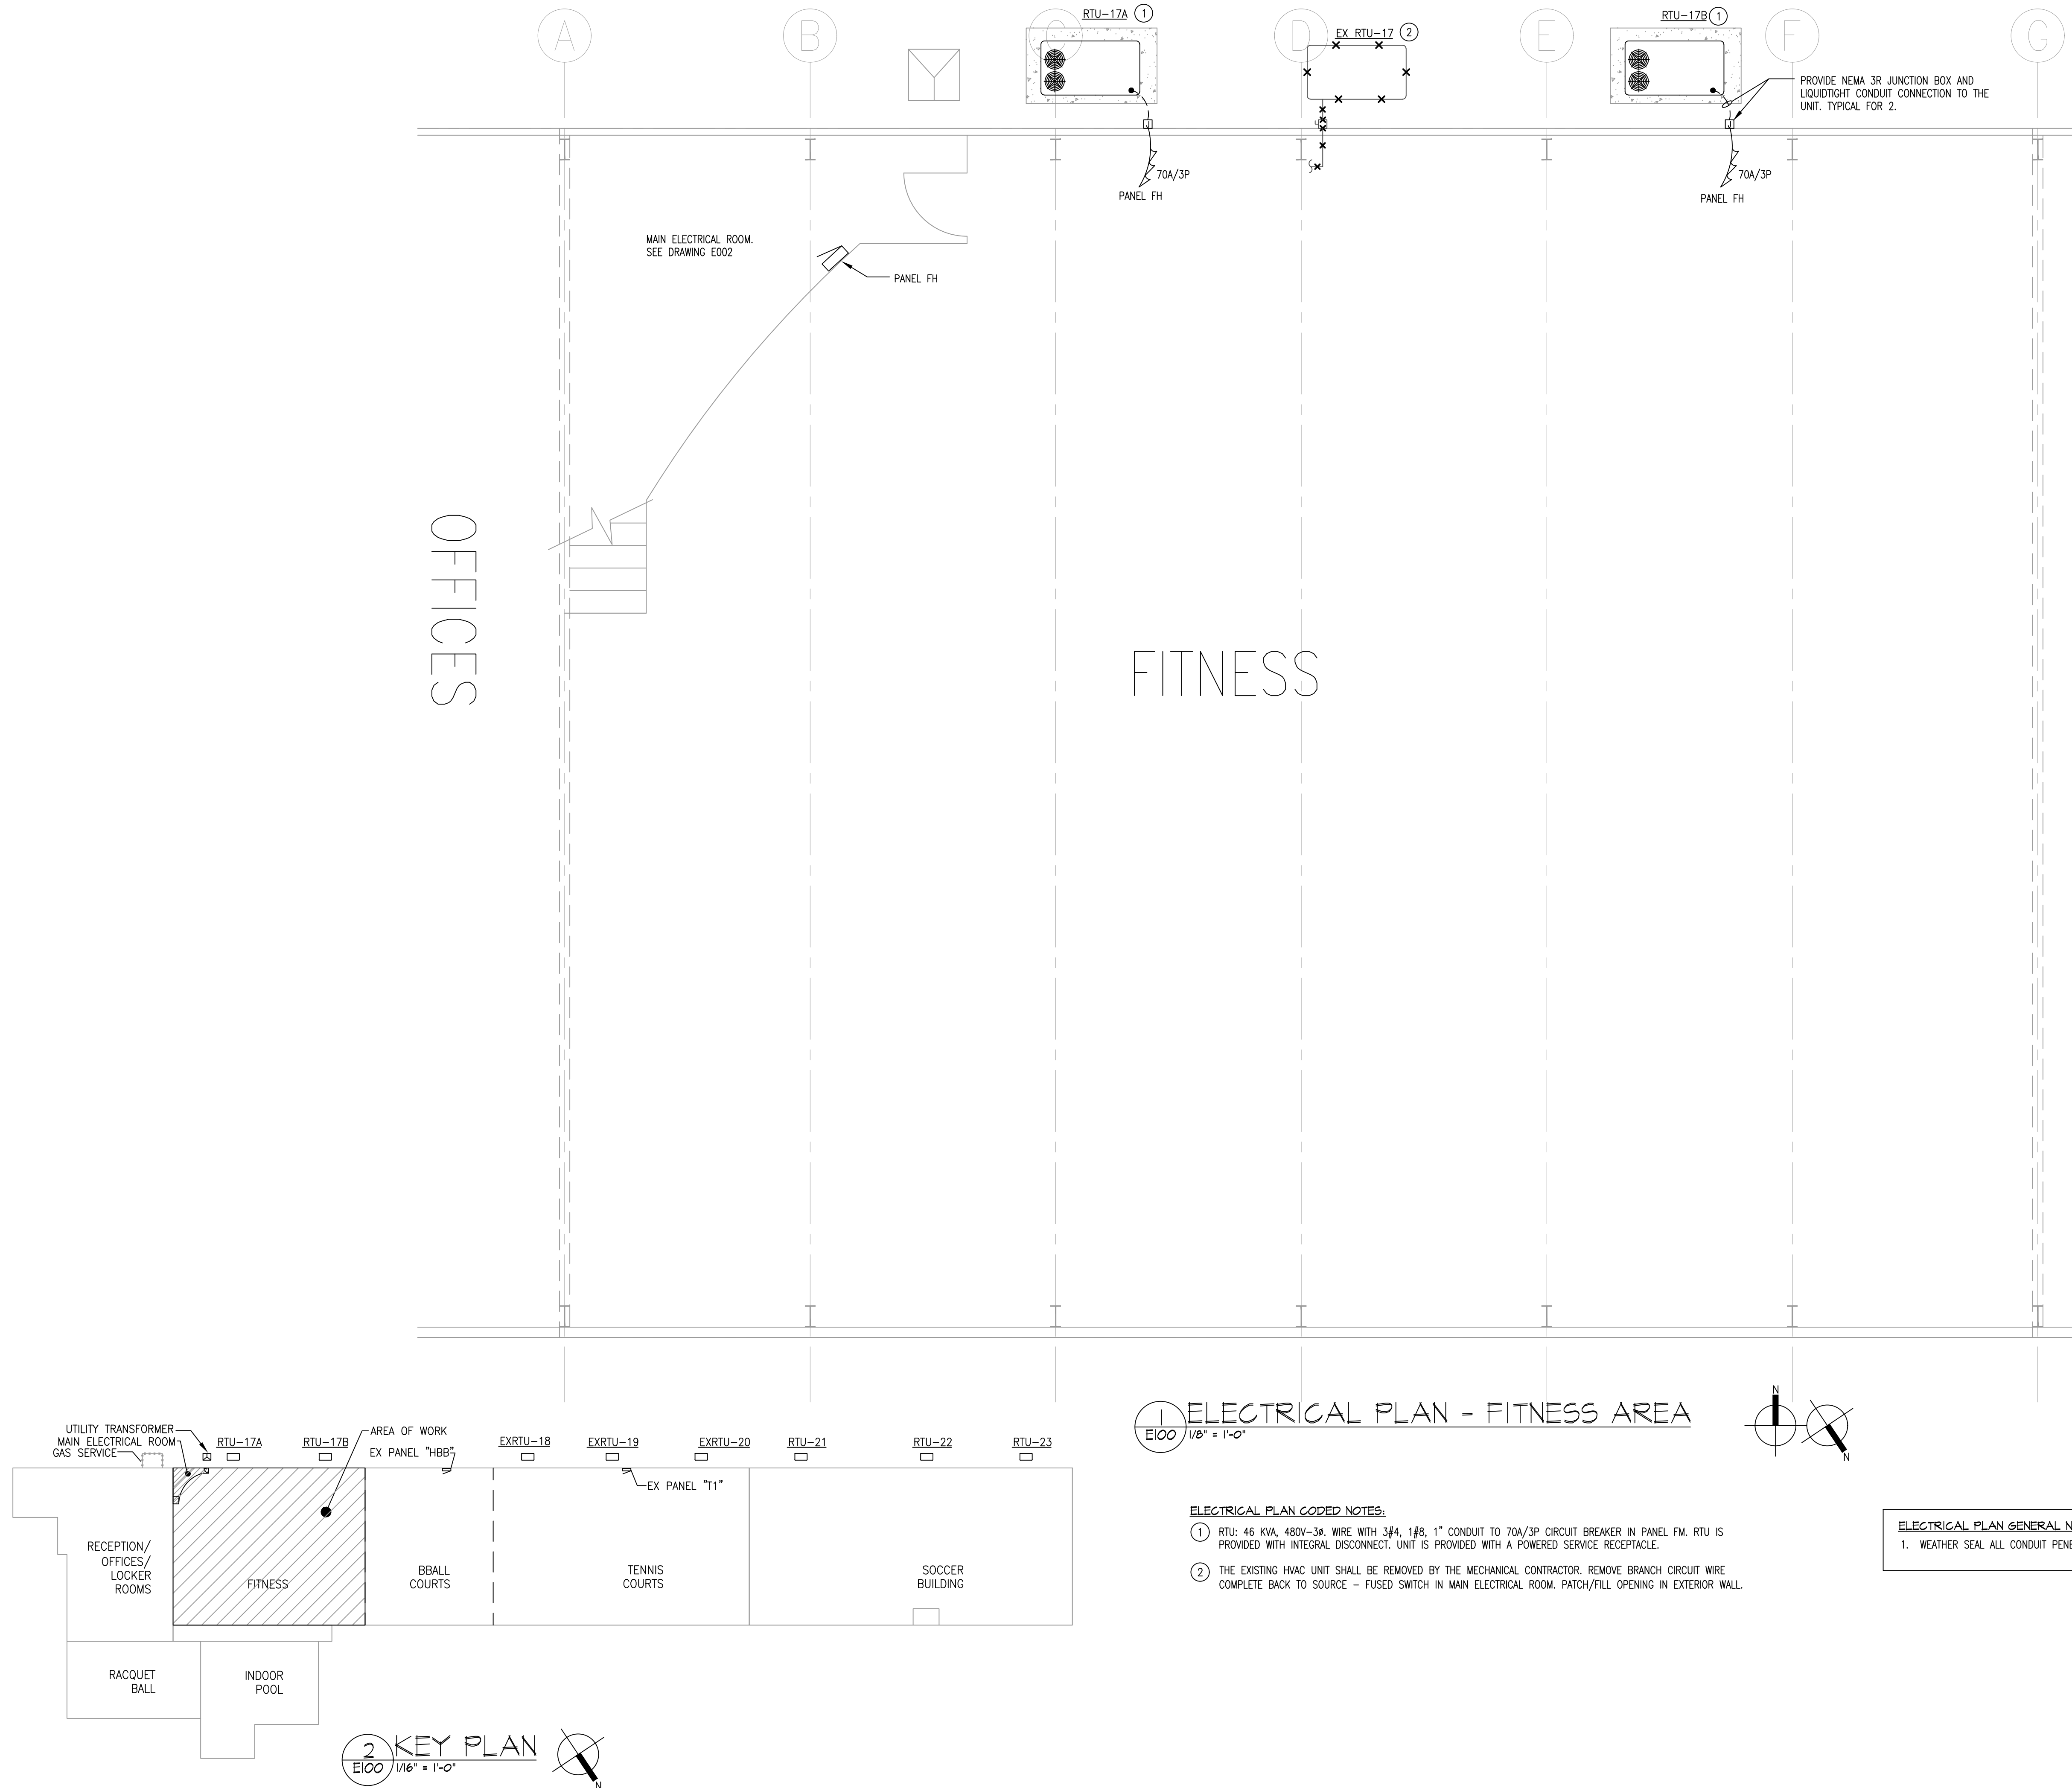 A
B
C
D
E
F
G
RTU-17A 1
EX RTU-17 2
RTU-17B 1
PROVIDE NEMA 3R JUNCTION BOX AND
LIQUIDTIGHT CONDUIT CONNECTION TO THE
UNIT. TYPICAL FOR 2.
J
J
70A/3P
PANEL FH
70A/3P
PANEL FH
MAIN ELECTRICAL ROOM.
SEE DRAWING E002
PANEL FH
OFFICES
FITNESS
1
E100
ELECTRICAL PLAN - FITNESS AREA
1/8" = 1'-0"
N
N
UTILITY TRANSFORMER
MAIN ELECTRICAL ROOM
GAS SERVICE
RTU-17A
RTU-17B
AREA OF WORK
EX PANEL "HBB"
EXRTU-18
EXRTU-19
EXRTU-20
RTU-21
RTU-22
RTU-23
EX PANEL "T1"
RECEPTION/
OFFICES/
LOCKER
ROOMS
FITNESS
BBALL
COURTS
TENNIS
COURTS
SOCCER
BUILDING
RACQUET
BALL
INDOOR
POOL
2
E100
KEY PLAN
1/16" = 1'-0"
N
ELECTRICAL PLAN CODED NOTES:
1 RTU: 46 KVA, 480V-3ø. WIRE WITH 3#4, 1#8, 1" CONDUIT TO 70A/3P CIRCUIT BREAKER IN PANEL FM. RTU IS
PROVIDED WITH INTEGRAL DISCONNECT. UNIT IS PROVIDED WITH A POWERED SERVICE RECEPTACLE.
2 THE EXISTING HVAC UNIT SHALL BE REMOVED BY THE MECHANICAL CONTRACTOR. REMOVE BRANCH CIRCUIT WIRE
COMPLETE BACK TO SOURCE - FUSED SWITCH IN MAIN ELECTRICAL ROOM. PATCH/FILL OPENING IN EXTERIOR WALL.
ELECTRICAL PLAN GENERAL N
1. WEATHER SEAL ALL CONDUIT PENE